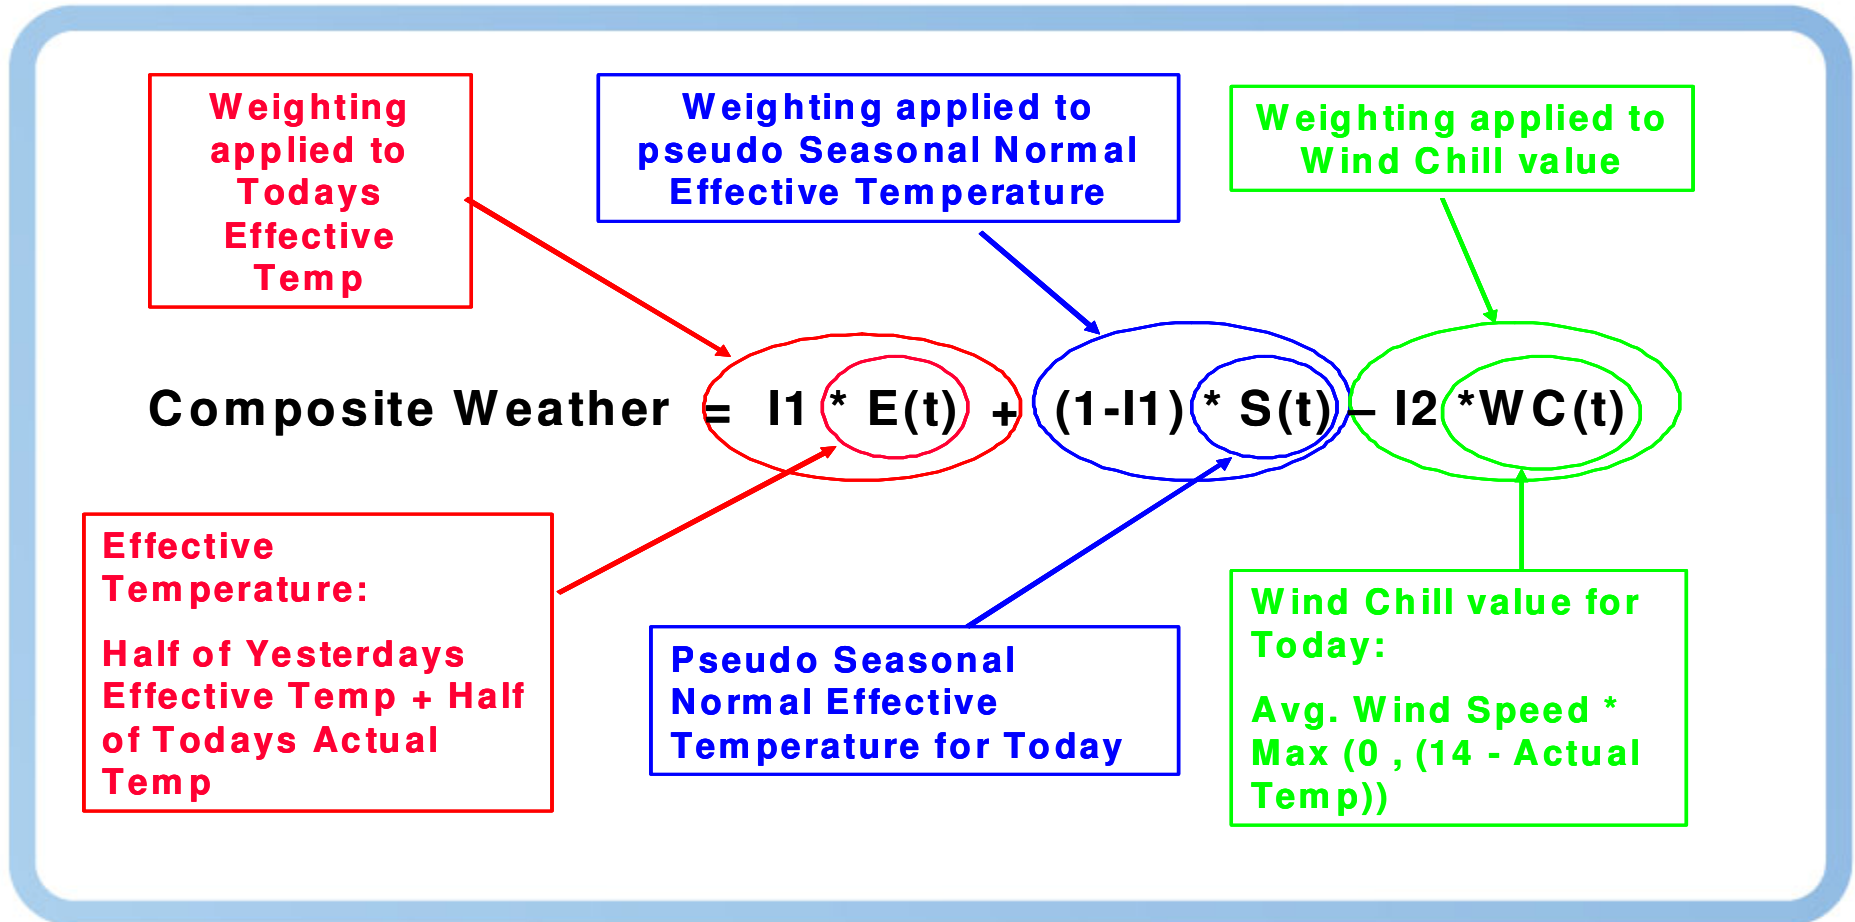 Weighting
applied to
Todays
Effective
Temp
Weighting applied to
pseudo Seasonal Normal
Effective Temperature
Weighting applied to
Wind Chill value
Composite Weather = I1 * E(t) + (1-I1) * S(t) – I2 *WC(t)
Effective
Temperature:
Half of Yesterdays
Effective Temp + Half
of Todays Actual
Temp
Pseudo Seasonal
Normal Effective
Temperature for Today
Wind Chill value for
Today:
Avg. Wind Speed *
Max (0 , (14 - Actual
Temp))